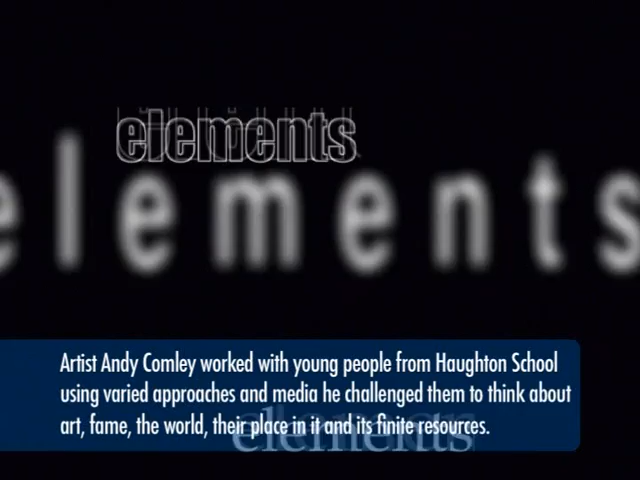 elements
elements
Artist Andy Comley worked with young people from Haughton School
using varied approaches and media he challenged them to think about
art, fame, the world, their place in it and its finite resources.
elements